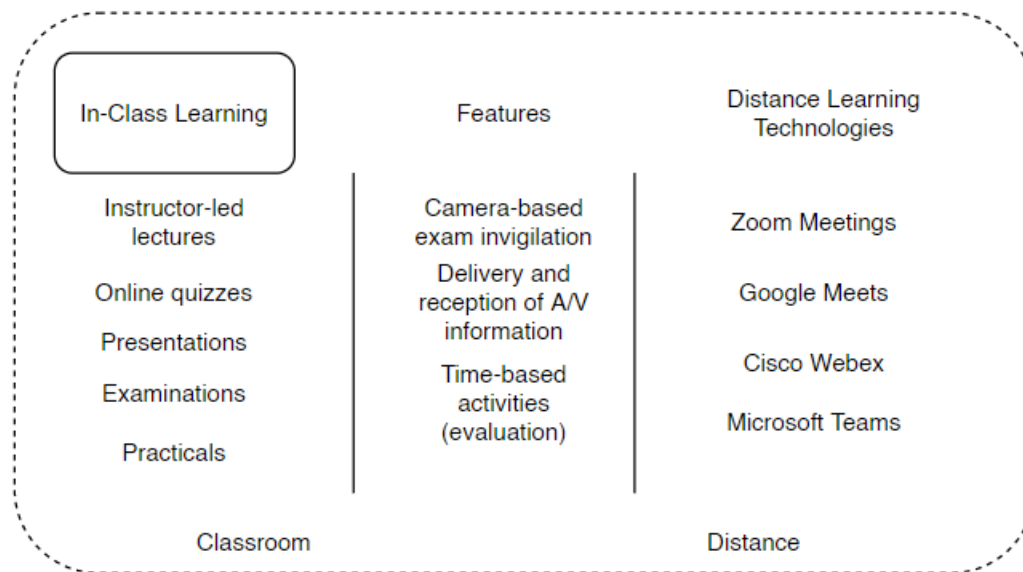 In-Class Learning
Features
Distance Learning
Technologies
Instructor-led
lectures
Online quizzes
Presentations
Examinations
Practicals
Camera-based
exam invigilation
Delivery and
reception of A/V
information
Time-based
activities
(evaluation)
Zoom Meetings
Google Meets
Cisco Webex
Microsoft Teams
Classroom
Distance